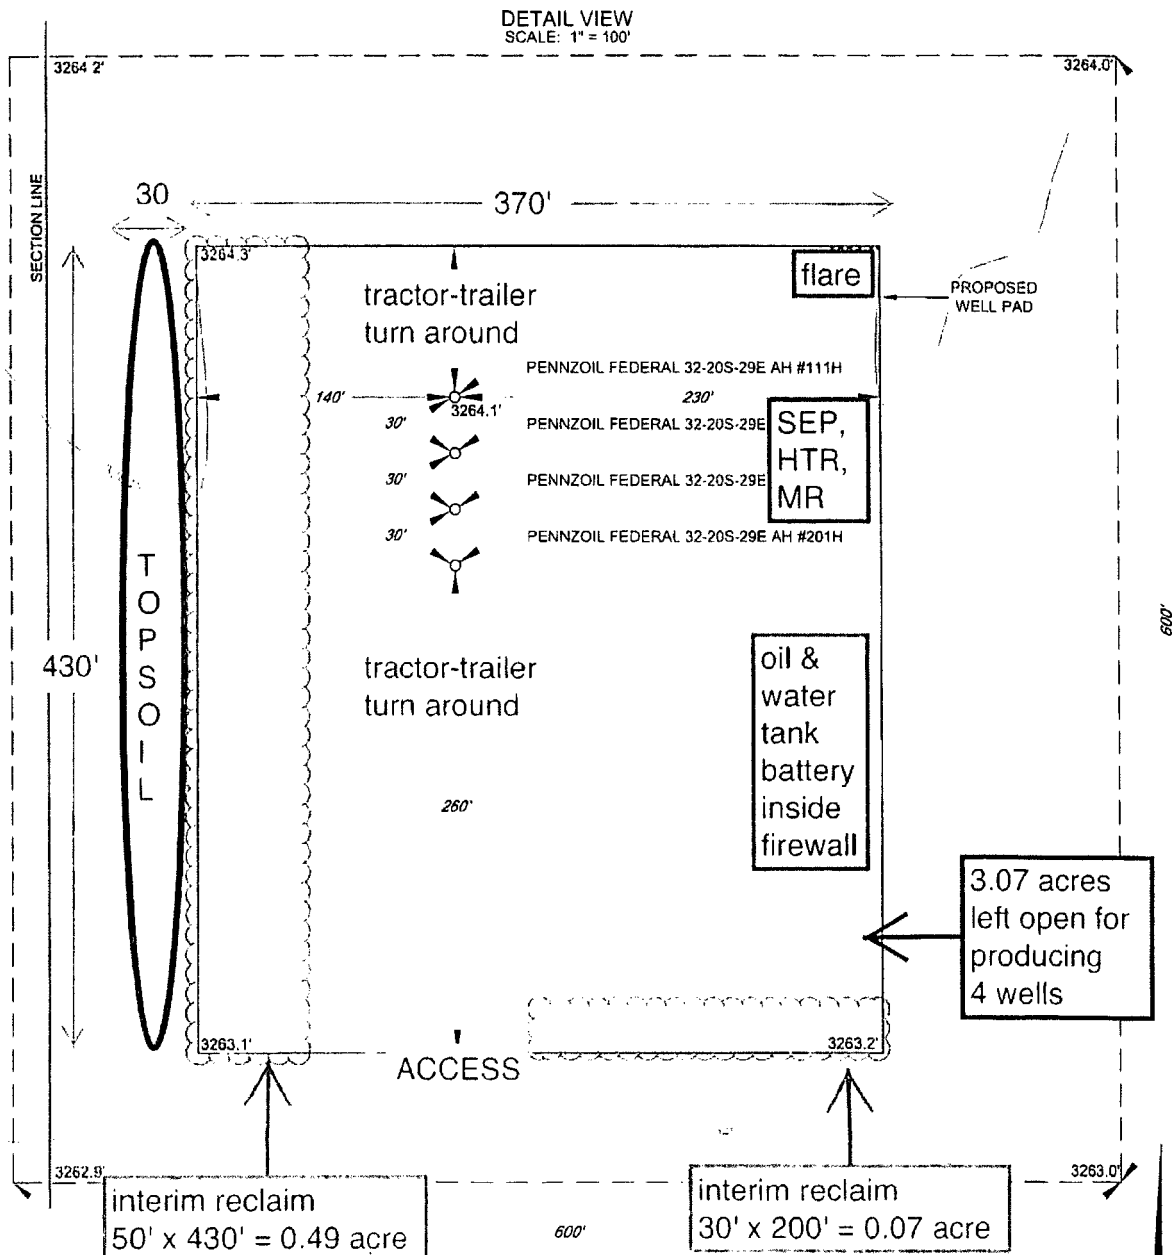 DETAIL VIEW
SCALE: 1" = 100'
3264.2'
3264.0'
SECTION LINE
30
370'
3264.3'
flare
tractor-trailer
turn around
PROPOSED
WELL PAD
PENNZOIL FEDERAL 32-20S-29E AH #111H
140'
3264.1'
230'
30'
PENNZOIL FEDERAL 32-20S-29E
SEP,
HTR,
MR
30'
PENNZOIL FEDERAL 32-20S-29E
30'
PENNZOIL FEDERAL 32-20S-29E AH #201H
TOPSOIL
600'
430'
tractor-trailer
turn around
oil &
water
tank
battery
inside
firewall
260'
3.07 acres
left open for
producing
4 wells
3263.1'
3263.2'
ACCESS
3262.9'
3263.0'
interim reclaim
50' x 430' = 0.49 acre
interim reclaim
30' x 200' = 0.07 acre
600'